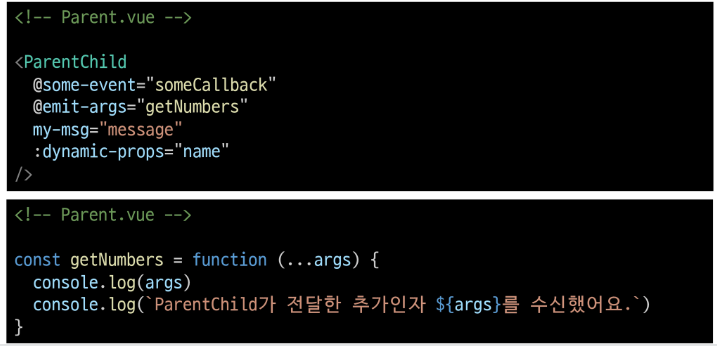 <!-- Parent.vue -->
<ParentChild
@some-event="someCallback"
@emit-args="getNumbers"
my-msg="message"
:dynamic-props="name"
/>
<!-- Parent.vue -->
const getNumbers = function (...args) {
console.log(args)
console.log(`ParentChild가 전달한 추가인자 ${args}를 수신했어요.`)
}